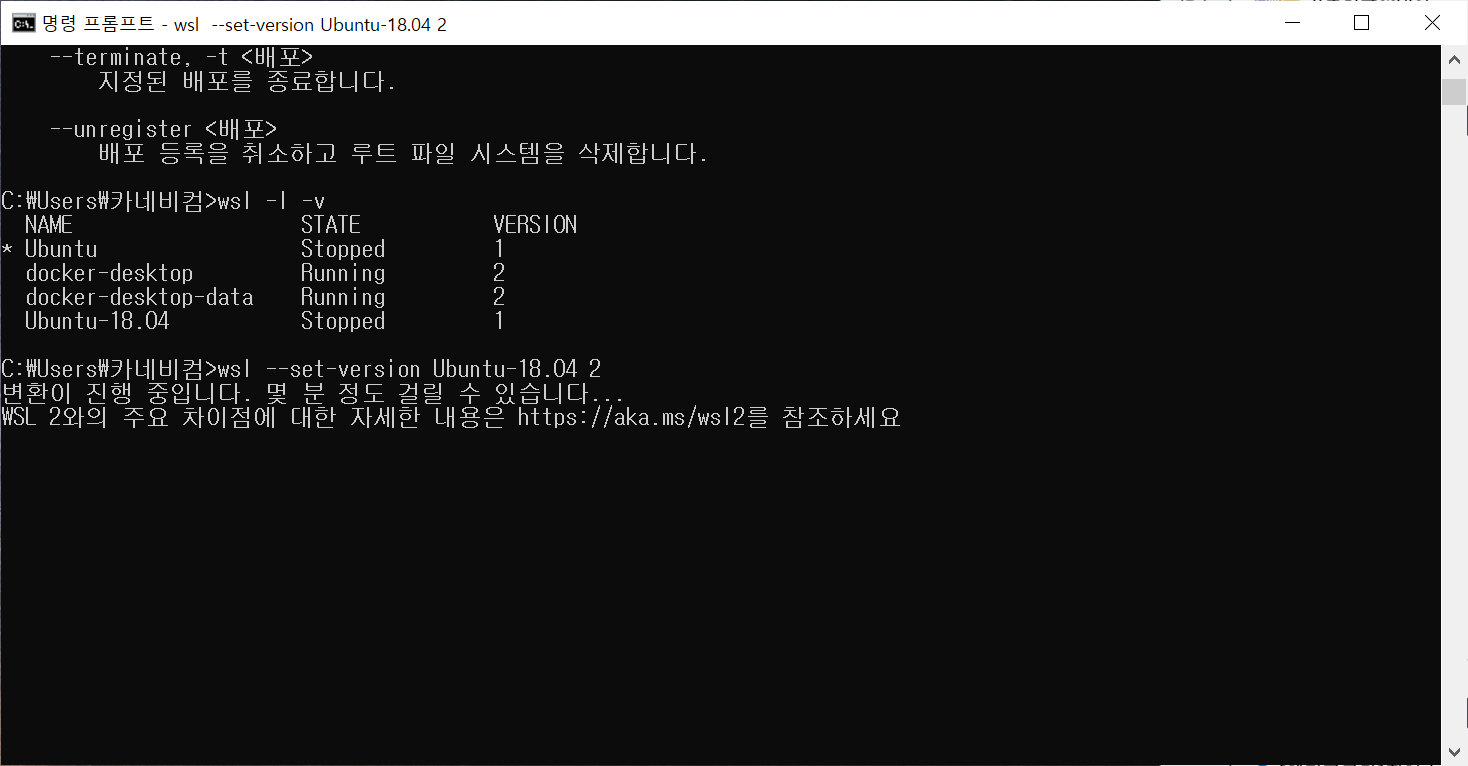 명령 프롬프트 - wsl  --set-version Ubuntu-18.04 2
    --terminate, -t <배포>
        지정된 배포를 종료합니다.
    --unregister <배포>
        배포 등록을 취소하고 루트 파일 시스템을 삭제합니다.
C:₩Users₩카네비컴>wsl -l -v
  NAME                   STATE           VERSION
* Ubuntu                 Stopped         1
  docker-desktop         Running         2
  docker-desktop-data    Running         2
  Ubuntu-18.04           Stopped         1
C:₩Users₩카네비컴>wsl --set-version Ubuntu-18.04 2
변환이 진행 중입니다. 몇 분 정도 걸릴 수 있습니다...
WSL 2와의 주요 차이점에 대한 자세한 내용은 https://aka.ms/wsl2를 참조하세요